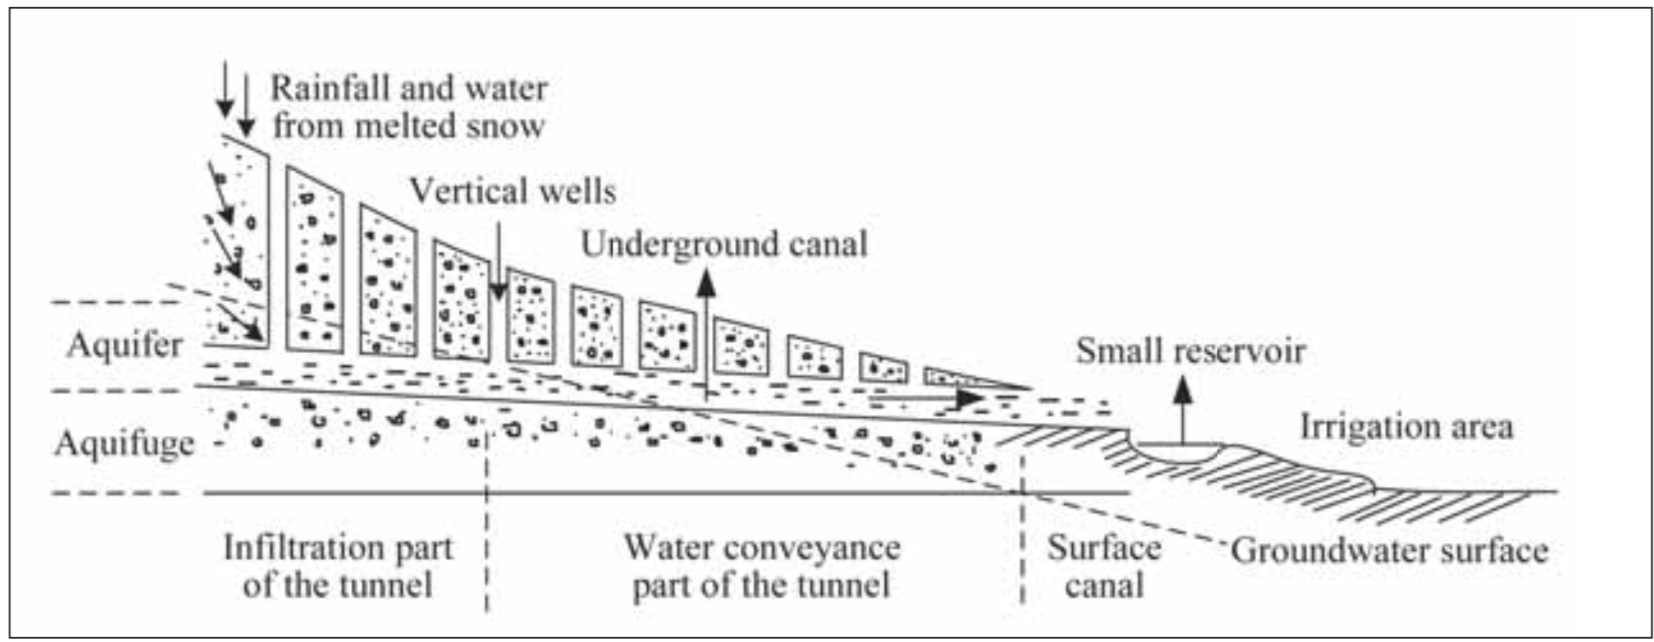 Rainfall and water
from melted snow
Vertical wells
Underground canal
Aquifer
Small reservoir
Aquifuge
Irrigation area
Infiltration part
of the tunnel
Water conveyance
part of the tunnel
Surface
canal
Groundwater surface